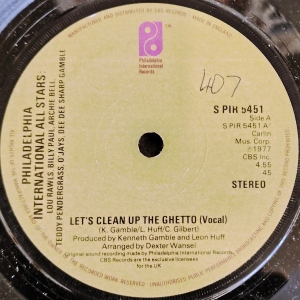 Philadelphia
International
Records
407
S PIR 5451
Side A
S PIR 5451 A
Carlin
Mus. Corp.
℗1977
CBS Inc.
4.55
45
STEREO
PHILADELPHIA
INTERNATIONAL ALL STARS
LOU RAWLS, BILLY PAUL, ARCHIE BELL
TEDDY PENDERGRASS, O'JAYS, DEE DEE SHARP GAMBLE
LET'S CLEAN UP THE GHETTO (Vocal)
(K. Gamble/L. Huff/C. Gilbert)
Produced by Kenneth Gamble and Leon Huff
Arranged by Dexter Wansel
Original sound recording made by Philadelphia International Records
CBS Records are the exclusive licensees
for the UK